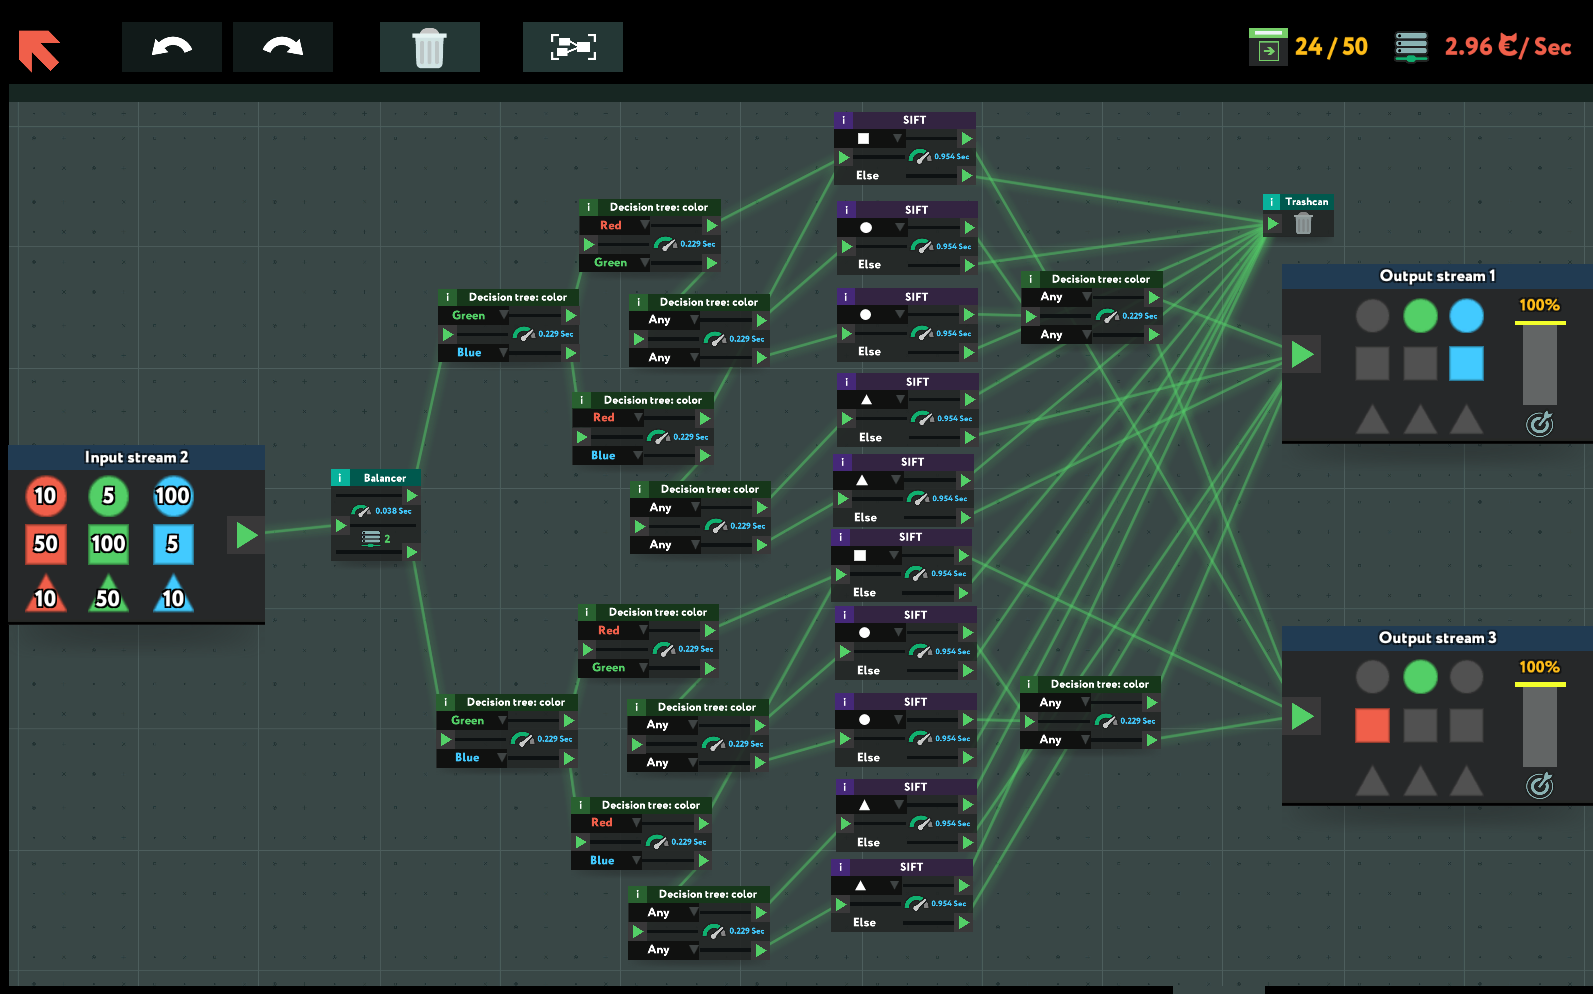 24 / 50
2.96 €/ Sec
SIFT
0.954 Sec
Else
Decision tree: color
Red
0.229 Sec
Green
SIFT
0.954 Sec
Else
Trashcan
Decision tree: color
Green
0.229 Sec
Blue
Decision tree: color
Any
0.229 Sec
Any
SIFT
0.954 Sec
Else
Decision tree: color
Any
0.229 Sec
Any
Output stream 1
100%
Decision tree: color
Red
0.229 Sec
Blue
SIFT
0.954 Sec
Else
Input stream 2
10
5
100
50
100
5
10
50
10
Balancer
0.038 Sec
2
Decision tree: color
Any
0.229 Sec
Any
SIFT
0.954 Sec
Else
SIFT
0.954 Sec
Else
Decision tree: color
Red
0.229 Sec
Green
SIFT
0.954 Sec
Else
Output stream 3
100%
Decision tree: color
Green
0.229 Sec
Blue
Decision tree: color
Any
0.229 Sec
Any
SIFT
0.954 Sec
Else
Decision tree: color
Any
0.229 Sec
Any
Decision tree: color
Red
0.229 Sec
Blue
SIFT
0.954 Sec
Else
Decision tree: color
Any
0.229 Sec
Any
SIFT
0.954 Sec
Else